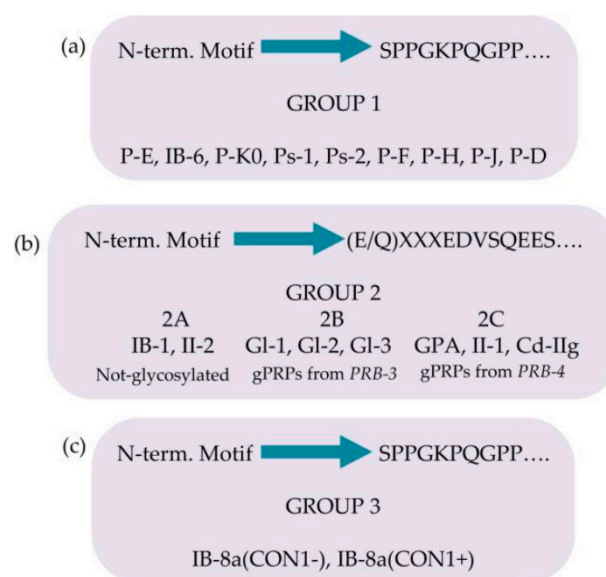 (a)
N-term. Motif SPPGKPQGPP....
GROUP 1
P-E, IB-6, P-K0, Ps-1, Ps-2, P-F, P-H, P-J, P-D
(b)
N-term. Motif (E/Q)XXXEDVSQEES....
GROUP 2
2A 2B 2C
IB-1, II-2 Gl-1, Gl-2, Gl-3 GPA, II-1, Cd-IIg
Not-glycosylated gPRPs from PRB-3 gPRPs from PRB-4
(c)
N-term. Motif SPPGKPQGPP....
GROUP 3
IB-8a(CON1-), IB-8a(CON1+)